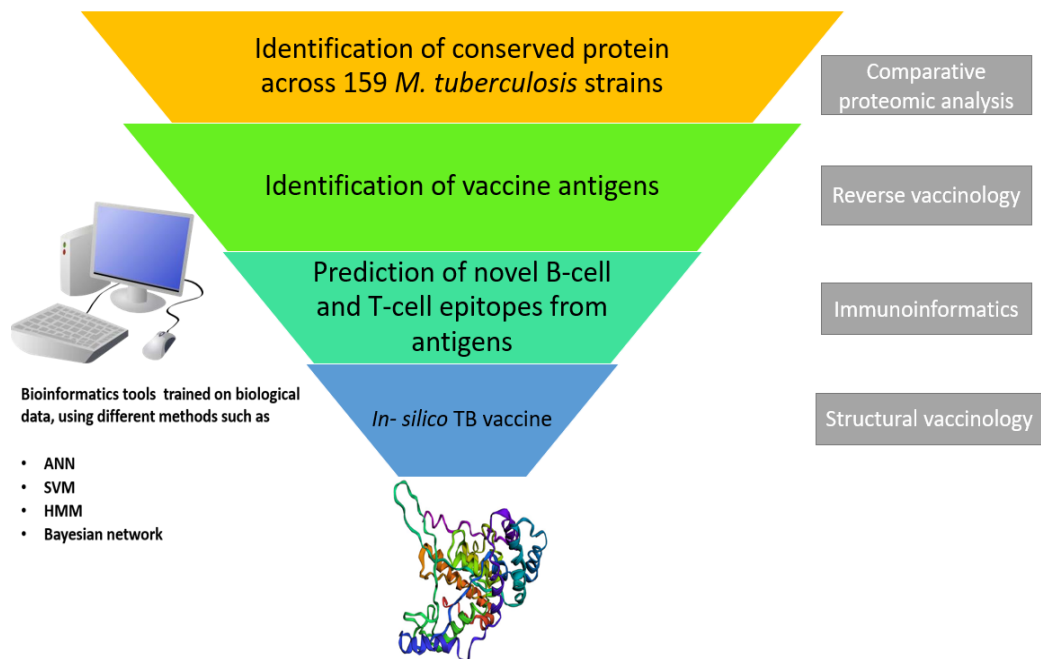 Identification of conserved protein
across 159 M. tuberculosis strains
Comparative
proteomic analysis
Identification of vaccine antigens
Reverse vaccinology
Prediction of novel B-cell
and T-cell epitopes from
antigens
Immunoinformatics
In- silico TB vaccine
Structural vaccinology
Bioinformatics tools  trained on biological
data, using different methods such as
• ANN
• SVM
• HMM
• Bayesian network